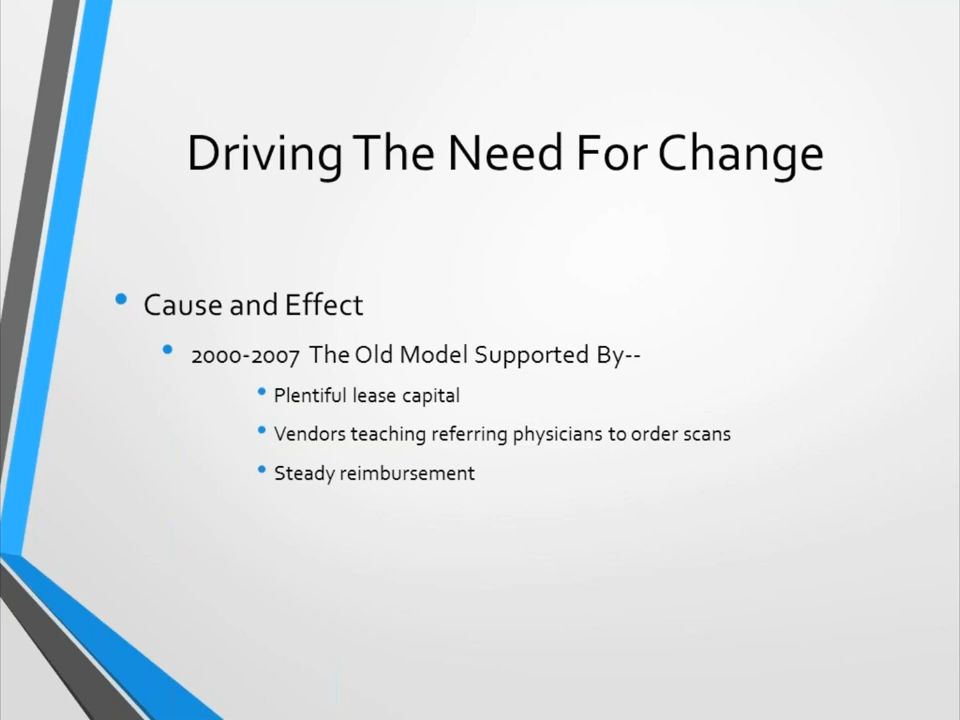 Driving The Need For Change
• Cause and Effect
• 2000-2007 The Old Model Supported By--
• Plentiful lease capital
• Vendors teaching referring physicians to order scans
• Steady reimbursement